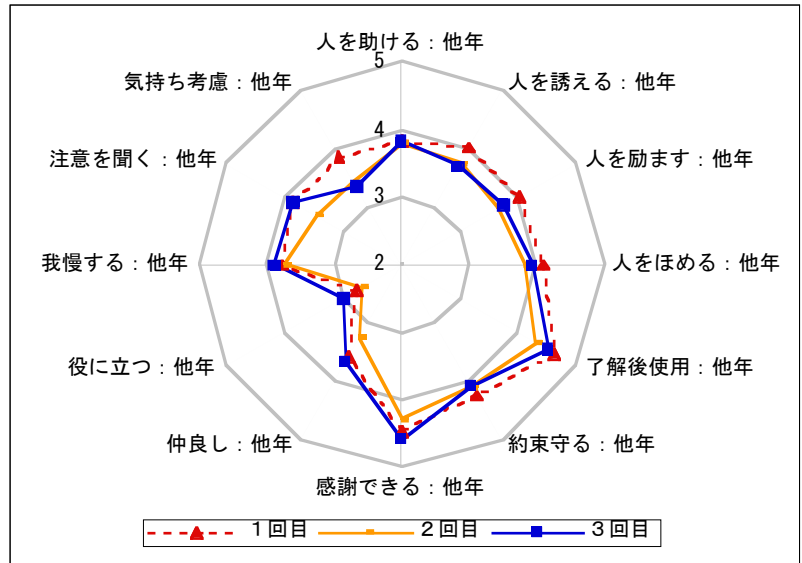 人を助ける：他年
人を誘える：他年
人を励ます：他年
人をほめる：他年
了解後使用：他年
約束守る：他年
感謝できる：他年
仲良し：他年
役に立つ：他年
我慢する：他年
注意を聞く：他年
気持ち考慮：他年
5
4
3
2
１回目 ２回目 ３回目